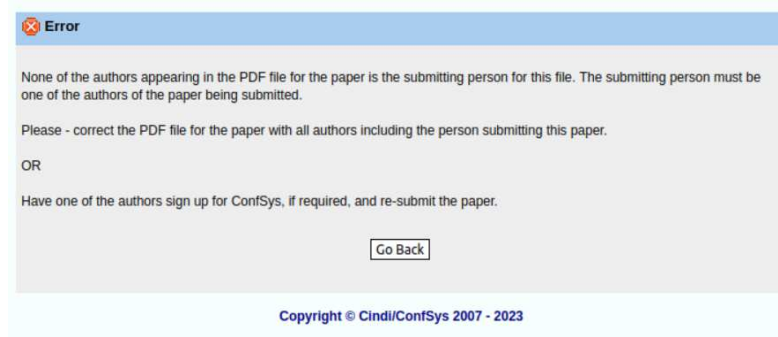 Error
None of the authors appearing in the PDF file for the paper is the submitting person for this file. The submitting person must be
one of the authors of the paper being submitted.
Please - correct the PDF file for the paper with all authors including the person submitting this paper.
OR
Have one of the authors sign up for ConfSys, if required, and re-submit the paper.
Go Back
Copyright © Cindi/ConfSys 2007 - 2023